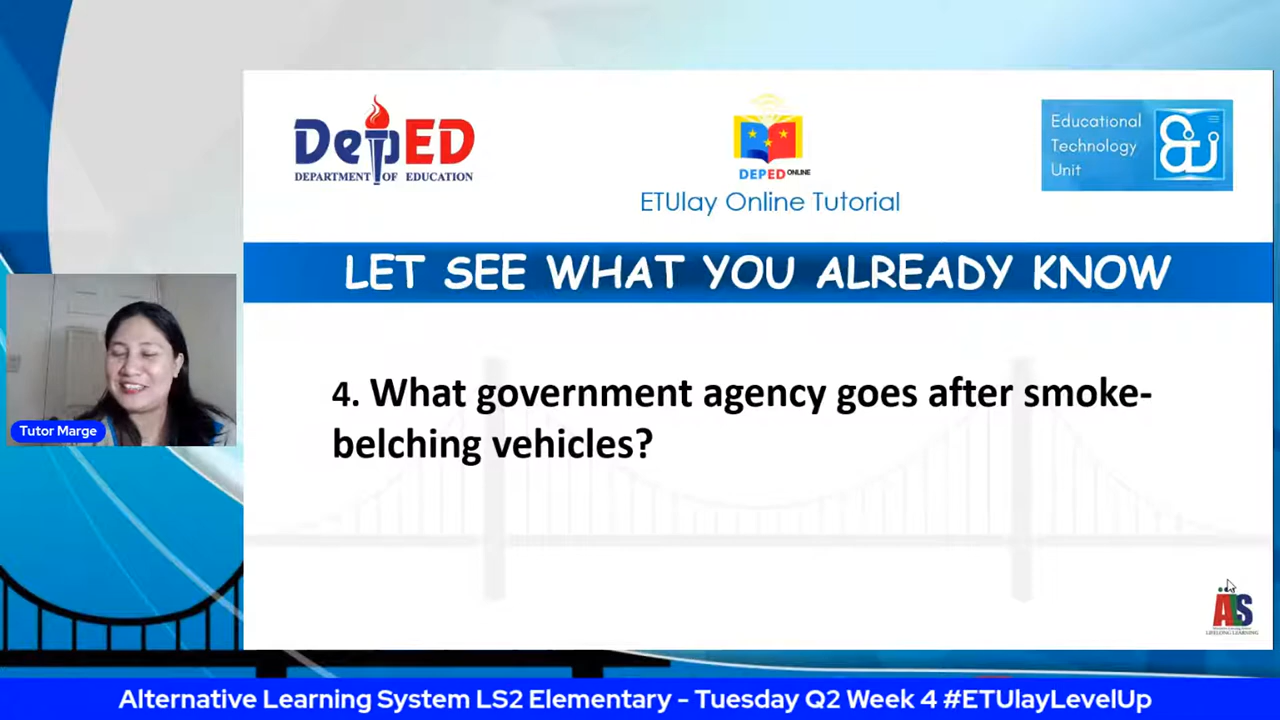 DepED
DEPARTMENT OF EDUCATION
DEPED ONLINE
ETUlay Online Tutorial
Educational
Technology
Unit
LET SEE WHAT YOU ALREADY KNOW
4. What government agency goes after smoke-
belching vehicles?
Tutor Marge
ALS
LIFELONG LEARNING
Alternative Learning System LS2 Elementary - Tuesday Q2 Week 4 #ETUlayLevelUp